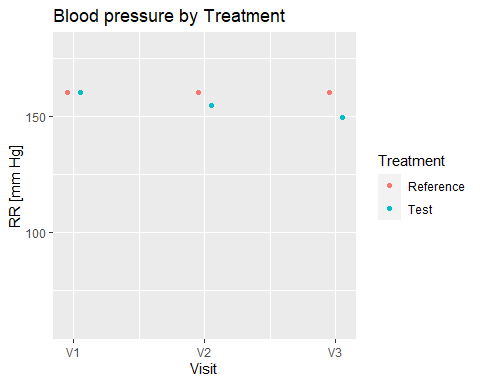 Blood pressure by Treatment
RR [mm Hg]
150
100
V1 V2 V3
Visit
Treatment
Reference
Test